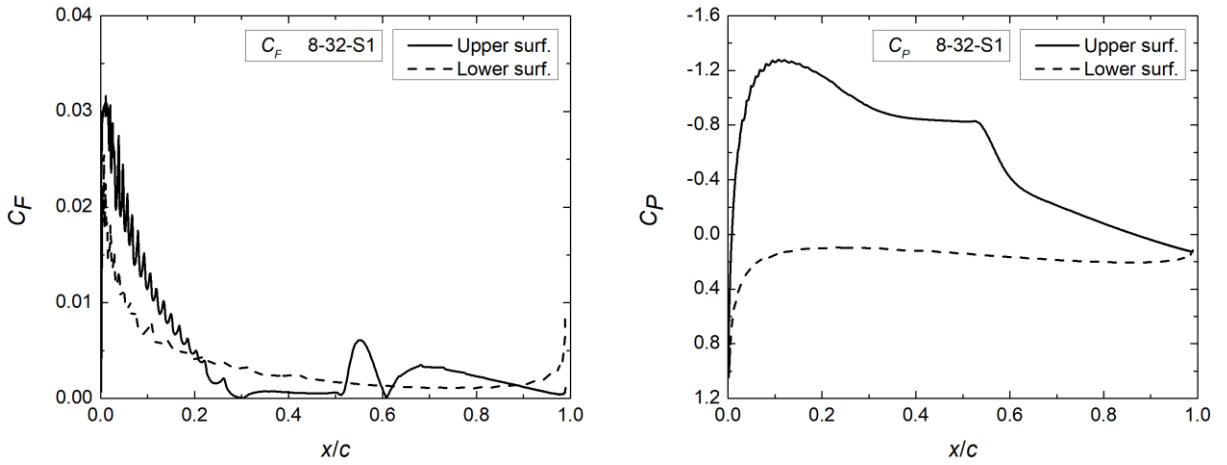 0.04
0.03
0.02
0.01
0.00
C_F
C_F 8-32-S1
Upper surf.
Lower surf.
0.0 0.2 0.4 0.6 0.8 1.0
x/c
-1.6
-1.2
-0.8
-0.4
0.0
0.4
0.8
1.2
C_P
C_P 8-32-S1
Upper surf.
Lower surf.
0.0 0.2 0.4 0.6 0.8 1.0
x/c